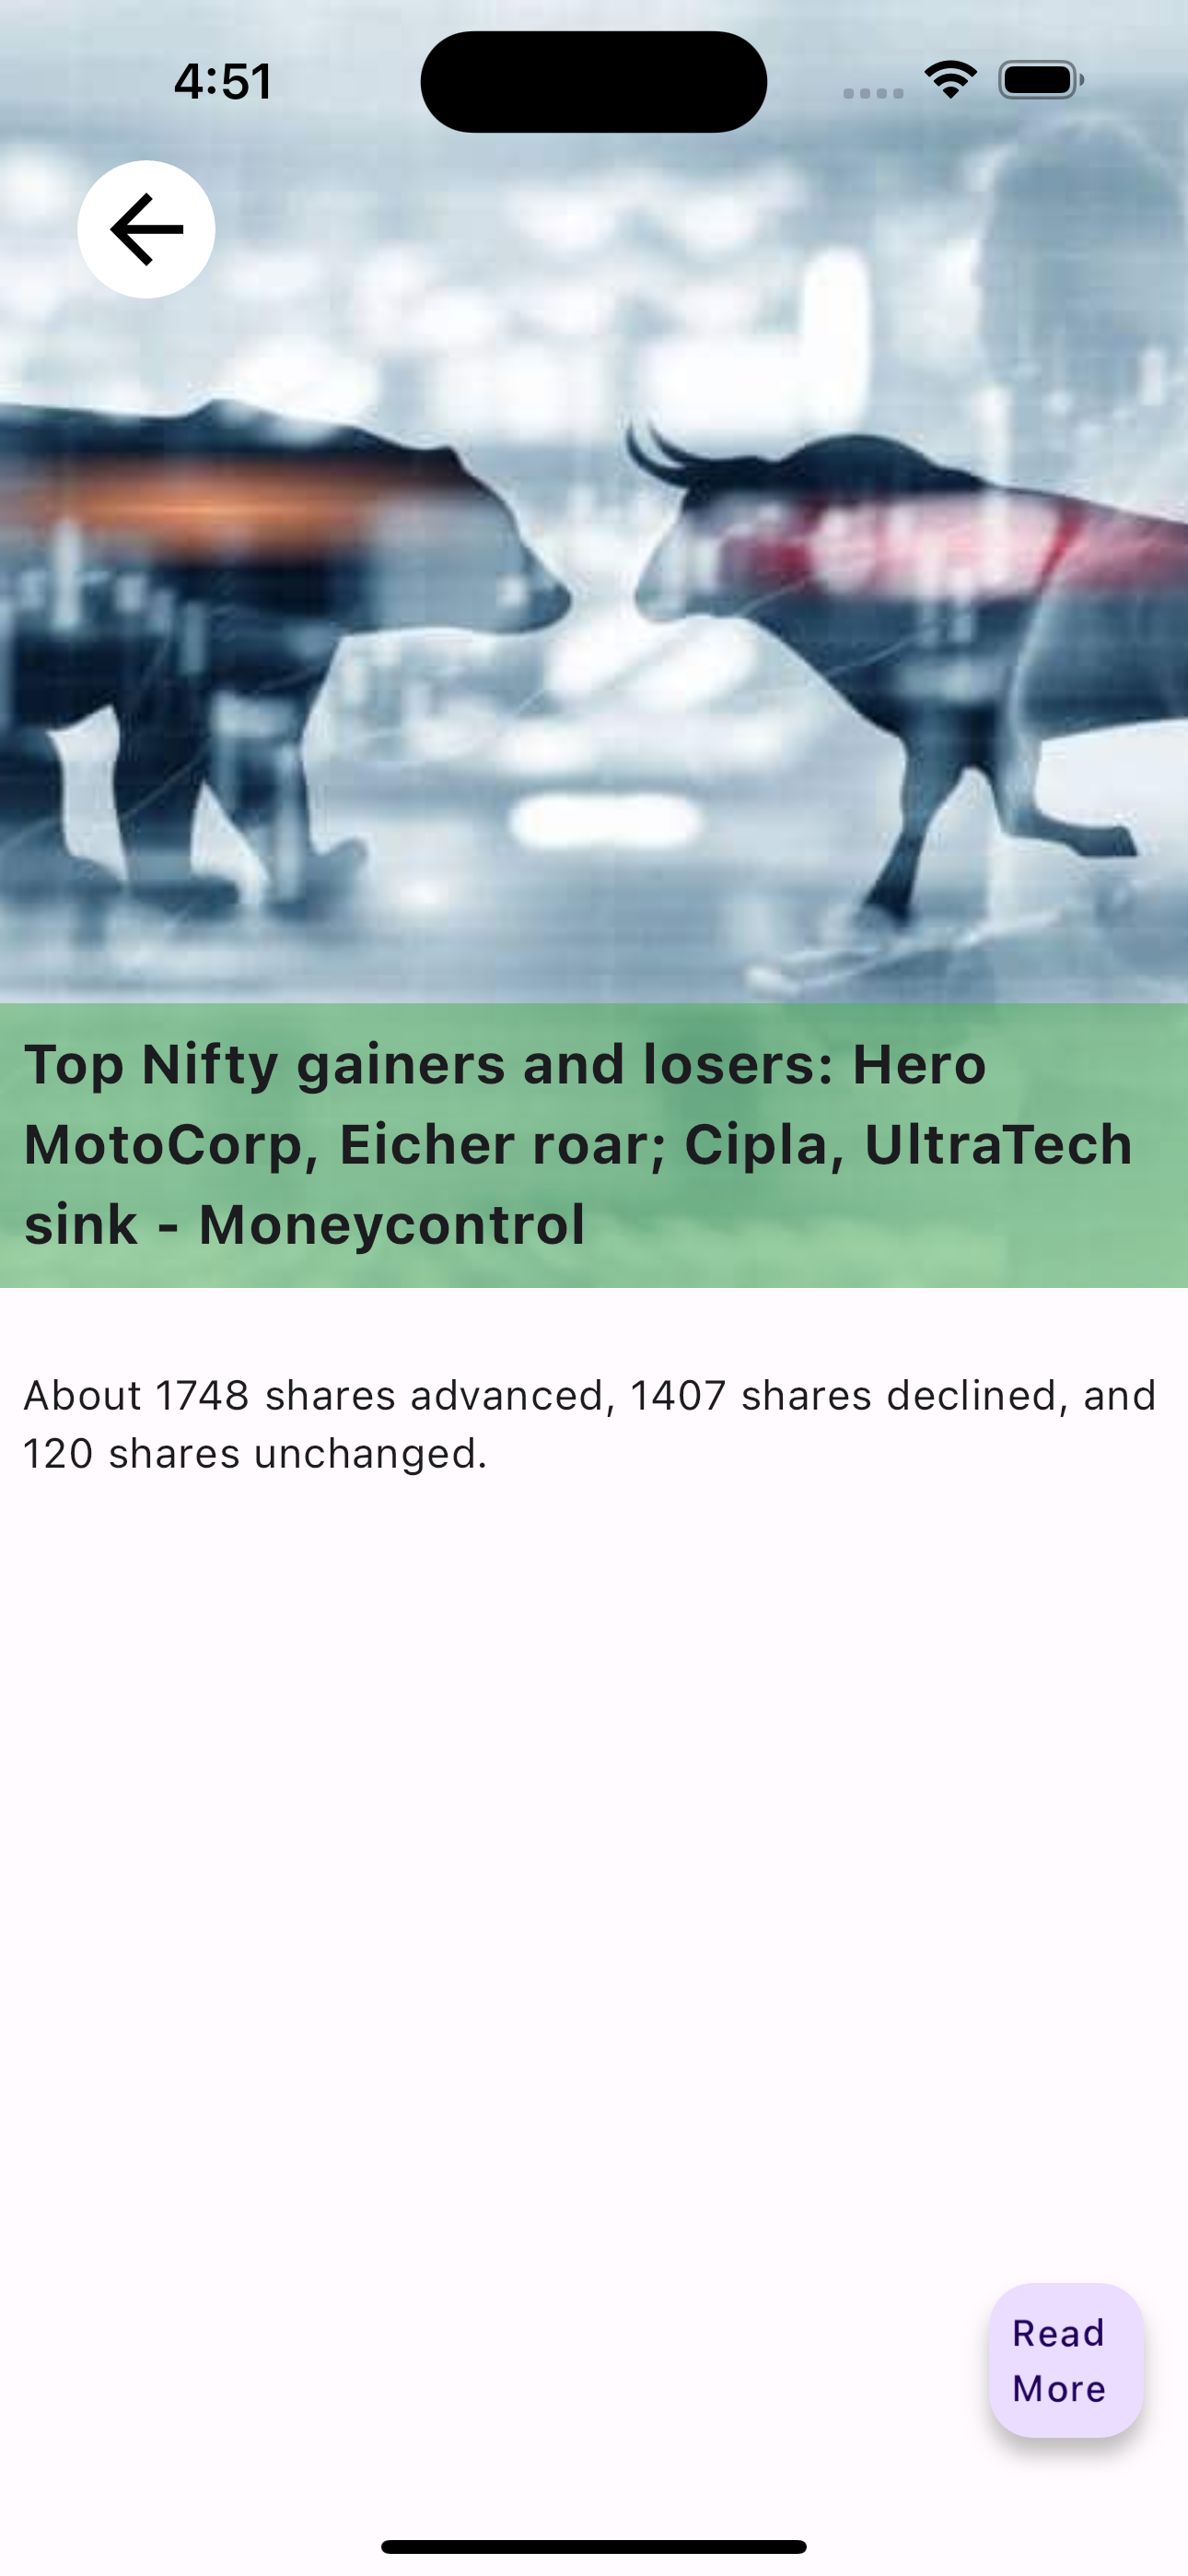 4:51
Top Nifty gainers and losers: Hero
MotoCorp, Eicher roar; Cipla, UltraTech
sink - Moneycontrol
About 1748 shares advanced, 1407 shares declined, and
120 shares unchanged.
Read
More